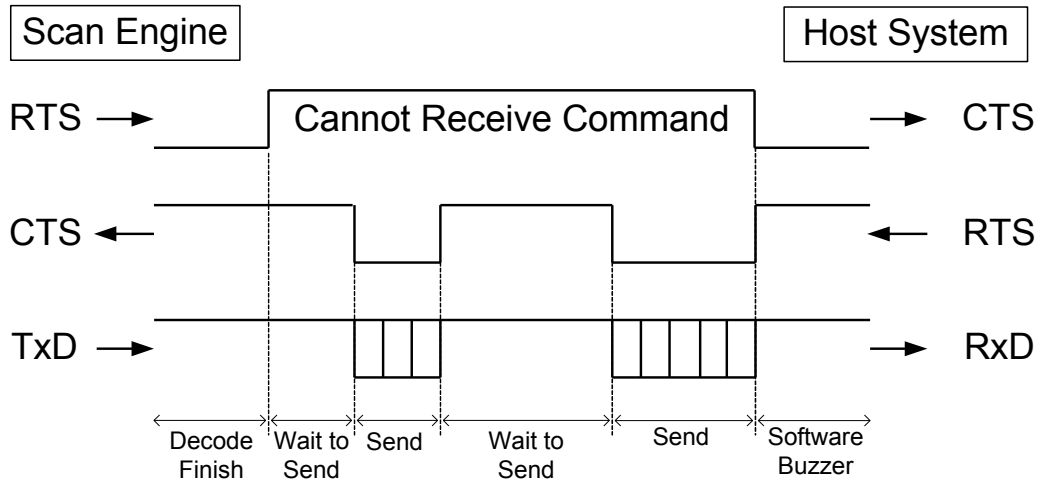 Scan Engine
Host System
RTS
Cannot Receive Command
CTS
CTS
RTS
TxD
RxD
Decode
Finish
Wait to
Send
Send
Wait to
Send
Send
Software
Buzzer